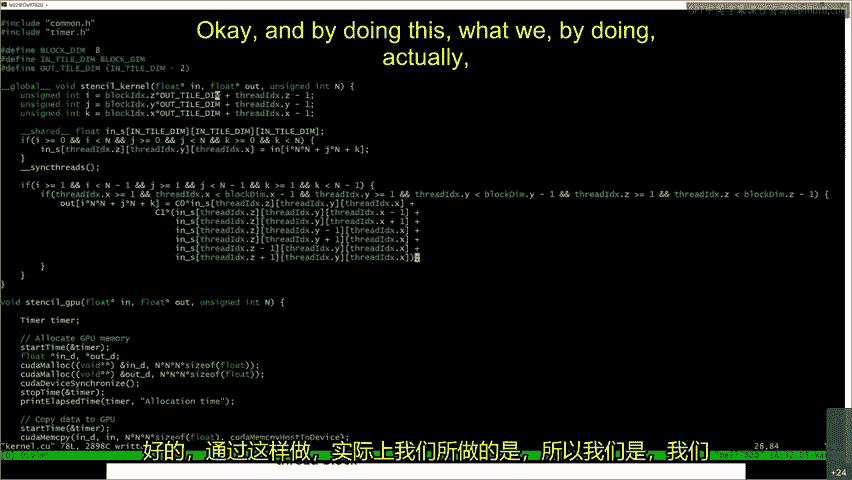 #include "common.h"
#include "timer.h"
Okay, and by doing this, what we, by doing,
actually,
#define BLOCK_DIM 8
#define IN_TILE_DIM BLOCK_DIM
#define OUT_TILE_DIM (IN_TILE_DIM - 2)
__global__ void stencil_kernel(float* in, float* out, unsigned int N) {
unsigned int i = blockIdx.z*OUT_TILE_DIM + threadIdx.z - 1;
unsigned int j = blockIdx.y*OUT_TILE_DIM + threadIdx.y - 1;
unsigned int k = blockIdx.x*OUT_TILE_DIM + threadIdx.x - 1;
__shared__ float in_s[IN_TILE_DIM][IN_TILE_DIM][IN_TILE_DIM];
if(i >= 0 && i < N && j >= 0 && j < N && k >= 0 && k < N) {
in_s[threadIdx.z][threadIdx.y][threadIdx.x] = in[i*N*N + j*N + k];
}
__syncthreads();
if(i >= 1 && i < N - 1 && j >= 1 && j < N - 1 && k >= 1 && k < N - 1) {
if(threadIdx.x >= 1 && threadIdx.x < blockDim.x - 1 && threadIdx.y >= 1 && threadIdx.y < blockDim.y - 1 && threadIdx.z >= 1 && threadIdx.z < blockDim.z - 1) {
out[i*N*N + j*N + k] = C0*in_s[threadIdx.z][threadIdx.y][threadIdx.x] +
C1*(in_s[threadIdx.z][threadIdx.y][threadIdx.x - 1] +
in_s[threadIdx.z][threadIdx.y][threadIdx.x + 1] +
in_s[threadIdx.z][threadIdx.y - 1][threadIdx.x] +
in_s[threadIdx.z][threadIdx.y + 1][threadIdx.x] +
in_s[threadIdx.z - 1][threadIdx.y][threadIdx.x] +
in_s[threadIdx.z + 1][threadIdx.y][threadIdx.x]);
}
}
}
void stencil_gpu(float* in, float* out, unsigned int N) {
Timer timer;
// Allocate GPU memory
startTime(&timer);
float *in_d, *out_d;
cudaMalloc((void**) &in_d, N*N*N*sizeof(float));
cudaMalloc((void**) &out_d, N*N*N*sizeof(float));
cudaDeviceSynchronize();
stopTime(&timer);
printElapsedTime(timer, "Allocation time");
// Copy data to GPU
startTime(&timer);
cudaMemcpy(in_d, in, N*N*N*sizeof(float), cudaMemcpyHostToDevice);
"kernel.cu" 78L, 2898C
28,84
好的，通过这样做，实际上我们所做的是，所以我们是，我们
thread block
+24